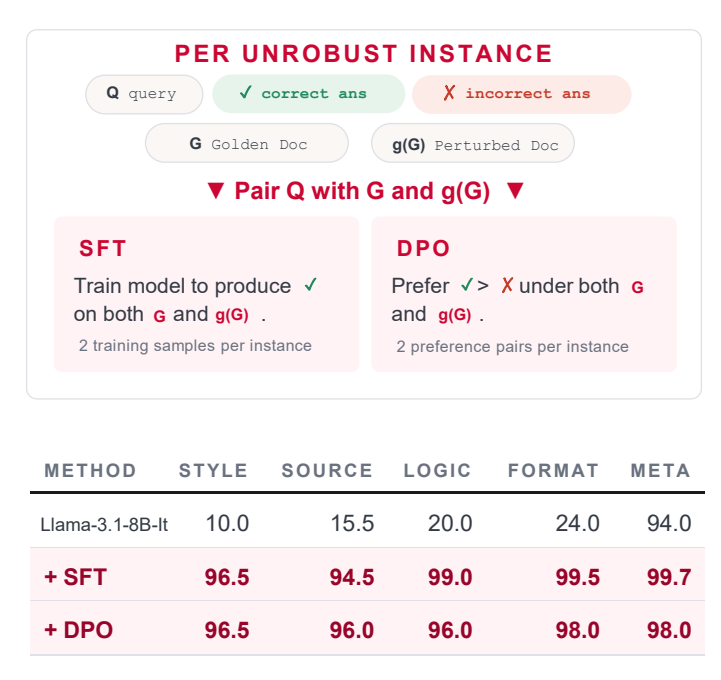 PER UNROBUST INSTANCE
Q query ✓ correct ans ✗ incorrect ans
G Golden Doc g(G) Perturbed Doc
▼ Pair Q with G and g(G) ▼
SFT
Train model to produce ✓
on both G and g(G) .
2 training samples per instance
DPO
Prefer ✓ > ✗ under both G
and g(G) .
2 preference pairs per instance
METHOD STYLE SOURCE LOGIC FORMAT META
Llama-3.1-8B-It 10.0 15.5 20.0 24.0 94.0
+ SFT 96.5 94.5 99.0 99.5 99.7
+ DPO 96.5 96.0 96.0 98.0 98.0